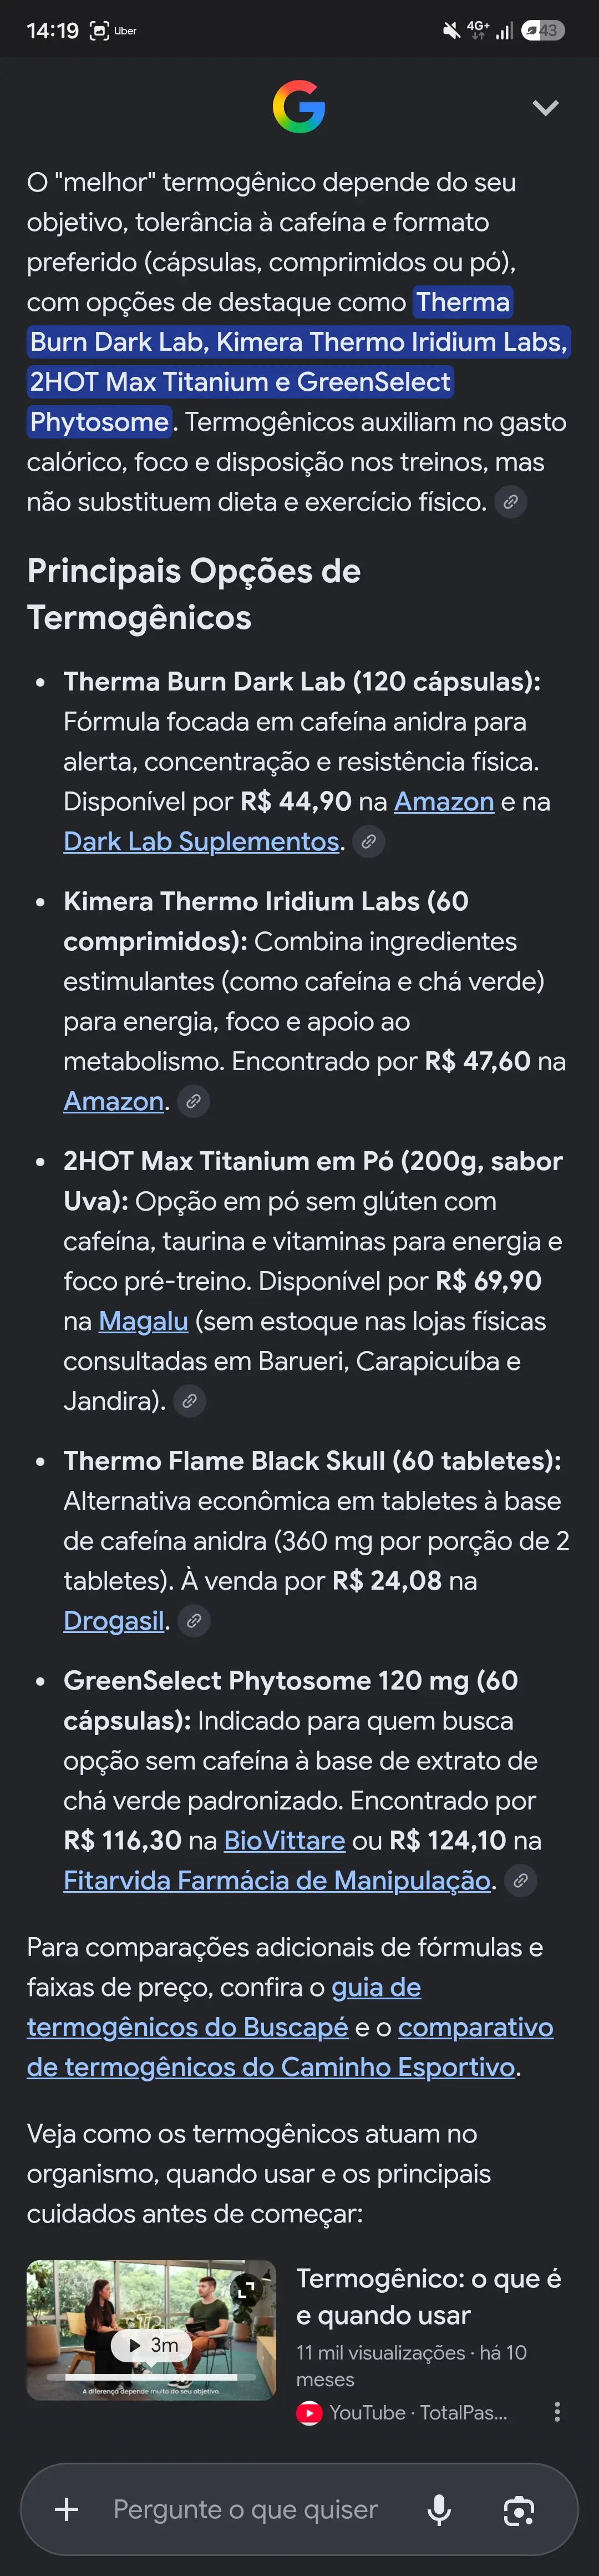 14:19 Uber 4G+ 43
O "melhor" termogênico depende do seu
objetivo, tolerância à cafeína e formato
preferido (cápsulas, comprimidos ou pó),
com opções de destaque como Therma
Burn Dark Lab, Kimera Thermo Iridium Labs,
2HOT Max Titanium e GreenSelect
Phytosome. Termogênicos auxiliam no gasto
calórico, foco e disposição nos treinos, mas
não substituem dieta e exercício físico.
Principais Opções de
Termogênicos
• Therma Burn Dark Lab (120 cápsulas):
Fórmula focada em cafeína anidra para
alerta, concentração e resistência física.
Disponível por R$ 44,90 na Amazon e na
Dark Lab Suplementos.
• Kimera Thermo Iridium Labs (60
comprimidos): Combina ingredientes
estimulantes (como cafeína e chá verde)
para energia, foco e apoio ao
metabolismo. Encontrado por R$ 47,60 na
Amazon.
• 2HOT Max Titanium em Pó (200g, sabor
Uva): Opção em pó sem glúten com
cafeína, taurina e vitaminas para energia e
foco pré-treino. Disponível por R$ 69,90
na Magalu (sem estoque nas lojas físicas
consultadas em Barueri, Carapicuíba e
Jandira).
• Thermo Flame Black Skull (60 tabletes):
Alternativa econômica em tabletes à base
de cafeína anidra (360 mg por porção de 2
tabletes). À venda por R$ 24,08 na
Drogasil.
• GreenSelect Phytosome 120 mg (60
cápsulas): Indicado para quem busca
opção sem cafeína à base de extrato de
chá verde padronizado. Encontrado por
R$ 116,30 na BioVittare ou R$ 124,10 na
Fitarvida Farmácia de Manipulação.
Para comparações adicionais de fórmulas e
faixas de preço, confira o guia de
termogênicos do Buscapé e o comparativo
de termogênicos do Caminho Esportivo.
Veja como os termogênicos atuam no
organismo, quando usar e os principais
cuidados antes de começar:
3m
A diferença depende muito do seu objetivo.
Termogênico: o que é
e quando usar
11 mil visualizações · há 10
meses
YouTube · TotalPas...
Pergunte o que quiser